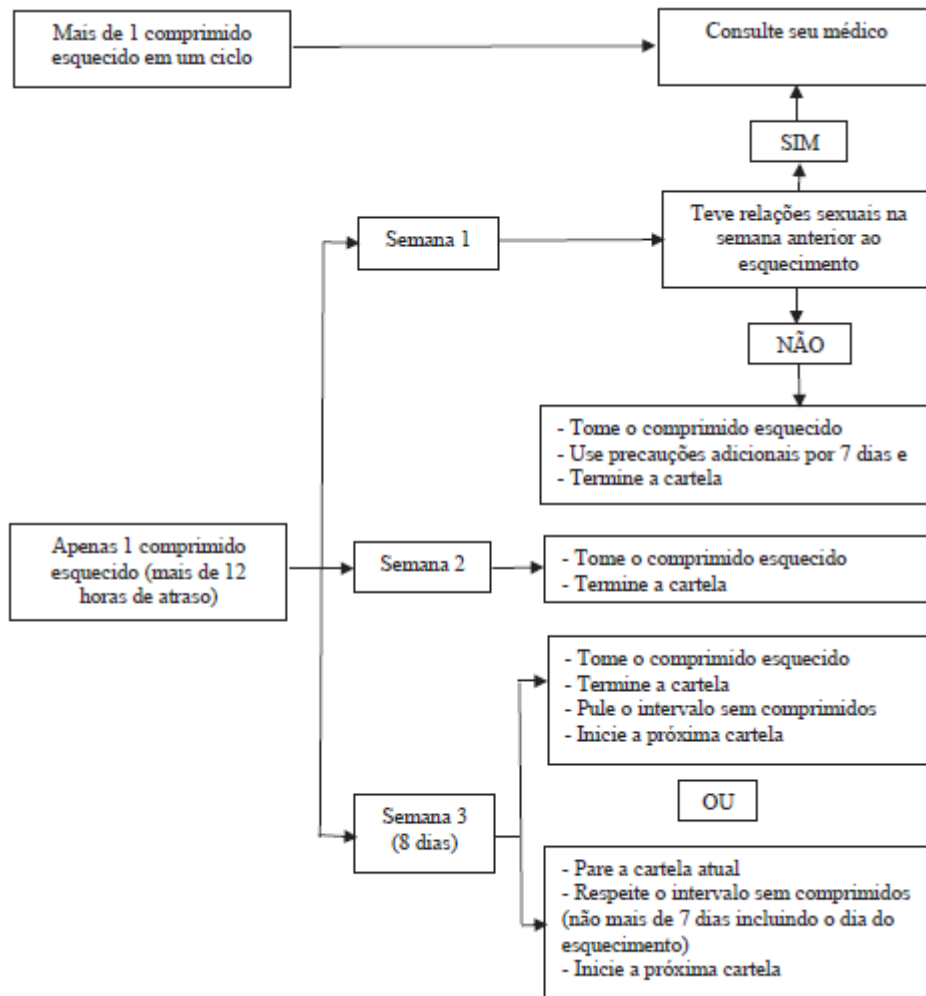 Mais de 1 comprimido
esquecido em um ciclo
Consulte seu médico
SIM
Teve relações sexuais na
semana anterior ao
esquecimento
Semana 1
NÃO
- Tome o comprimido esquecido
- Use precauções adicionais por 7 dias e
- Termine a cartela
Apenas 1 comprimido
esquecido (mais de 12
horas de atraso)
Semana 2
- Tome o comprimido esquecido
- Termine a cartela
- Tome o comprimido esquecido
- Termine a cartela
- Pule o intervalo sem comprimidos
- Inicie a próxima cartela
OU
Semana 3
(8 dias)
- Pare a cartela atual
- Respeite o intervalo sem comprimidos
(não mais de 7 dias incluindo o dia do
esquecimento)
- Inicie a próxima cartela